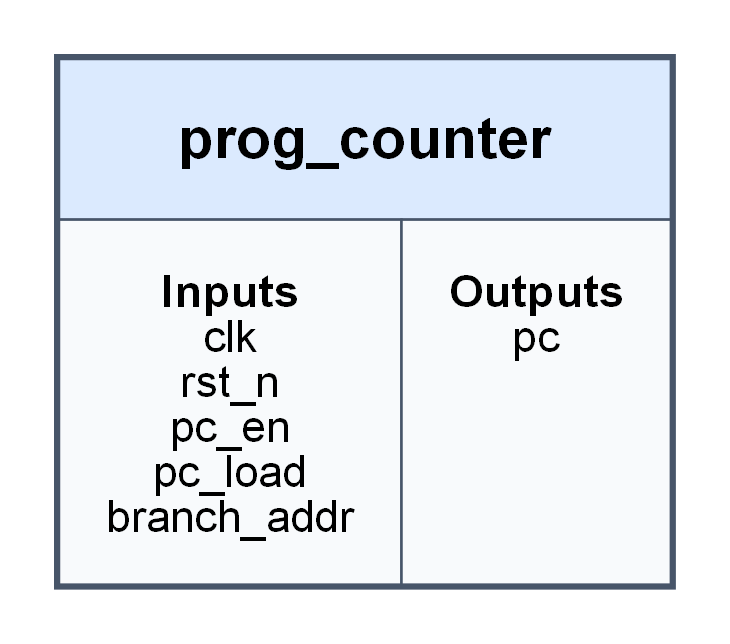 prog_counter
Inputs
clk
rst_n
pc_en
pc_load
branch_addr
Outputs
pc